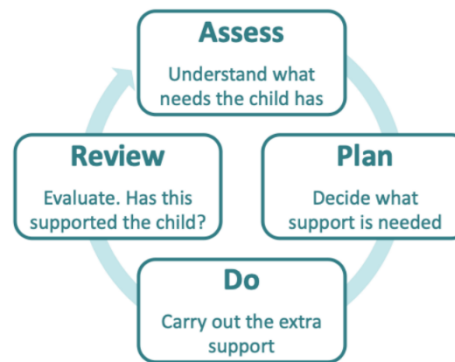 Assess
Understand what
needs the child has
Review
Evaluate. Has this
supported the child?
Plan
Decide what
support is needed
Do
Carry out the extra
support